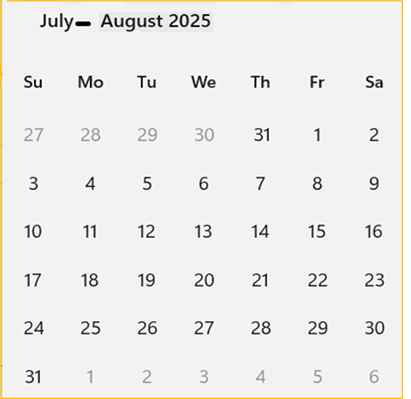 July– August 2025
Su Mo Tu We Th Fr Sa
27 28 29 30 31 1 2
3 4 5 6 7 8 9
10 11 12 13 14 15 16
17 18 19 20 21 22 23
24 25 26 27 28 29 30
31 1 2 3 4 5 6